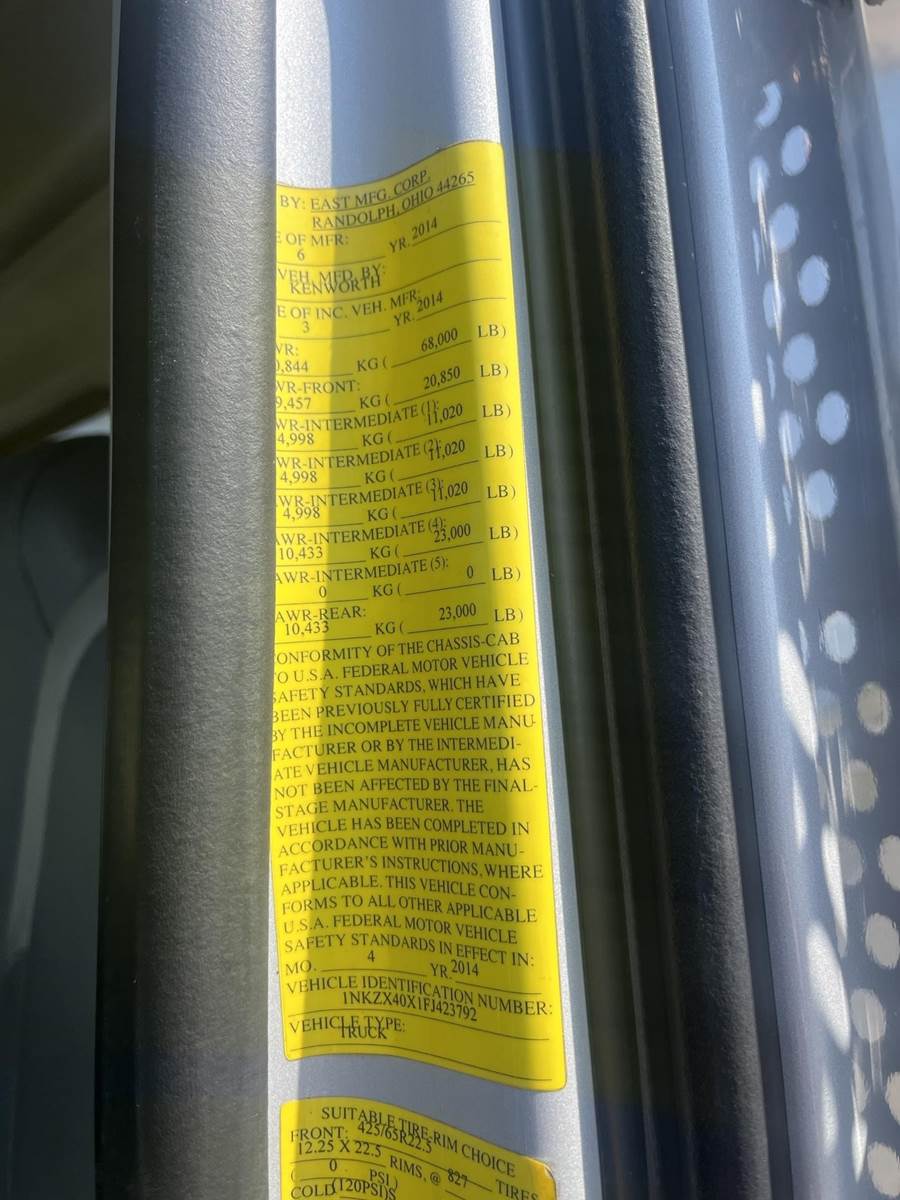 BY: EAST MFG. CORP.
RANDOLPH, OHIO 44265
E OF MFR:
6 YR. 2014
VEH. MFD. BY:
KENWORTH
E OF INC. VEH. MFR:
3 YR. 2014
VR:
0,844 KG ( 68,000 LB)
WR-FRONT:
9,457 KG ( 20,850 LB)
WR-INTERMEDIATE (1):
4,998 KG ( 11,020 LB)
WR-INTERMEDIATE (2):
4,998 KG ( 11,020 LB)
WR-INTERMEDIATE (3):
4,998 KG ( 11,020 LB)
AWR-INTERMEDIATE (4):
10,433 KG ( 23,000 LB)
AWR-INTERMEDIATE (5):
0 KG ( 0 LB)
AWR-REAR:
10,433 KG ( 23,000 LB)
CONFORMITY OF THE CHASSIS-CAB
TO U.S.A. FEDERAL MOTOR VEHICLE
SAFETY STANDARDS, WHICH HAVE
BEEN PREVIOUSLY FULLY CERTIFIED
BY THE INCOMPLETE VEHICLE MANU-
FACTURER OR BY THE INTERMEDI-
ATE VEHICLE MANUFACTURER, HAS
NOT BEEN AFFECTED BY THE FINAL-
STAGE MANUFACTURER. THE
VEHICLE HAS BEEN COMPLETED IN
ACCORDANCE WITH PRIOR MANU-
FACTURER'S INSTRUCTIONS, WHERE
APPLICABLE. THIS VEHICLE CON-
FORMS TO ALL OTHER APPLICABLE
U.S.A. FEDERAL MOTOR VEHICLE
SAFETY STANDARDS IN EFFECT IN:
MO. 4 YR. 2014
VEHICLE IDENTIFICATION NUMBER:
1NKZX40X1FJ423792
VEHICLE TYPE:
TRUCK
SUITABLE TIRE-RIM CHOICE
FRONT: 425/65R22.5
12.25 X 22.5 RIMS, @ 827 TIRES
0 PSI)
COLD (120PSI)S